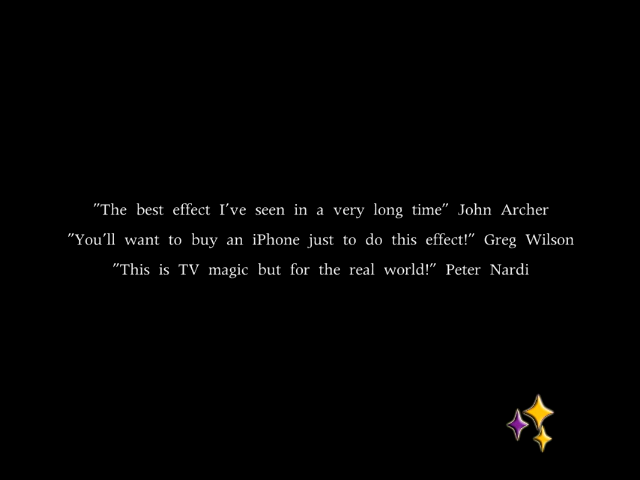 "The best effect I've seen in a very long time" John Archer
"You'll want to buy an iPhone just to do this effect!" Greg Wilson
"This is TV magic but for the real world!" Peter Nardi